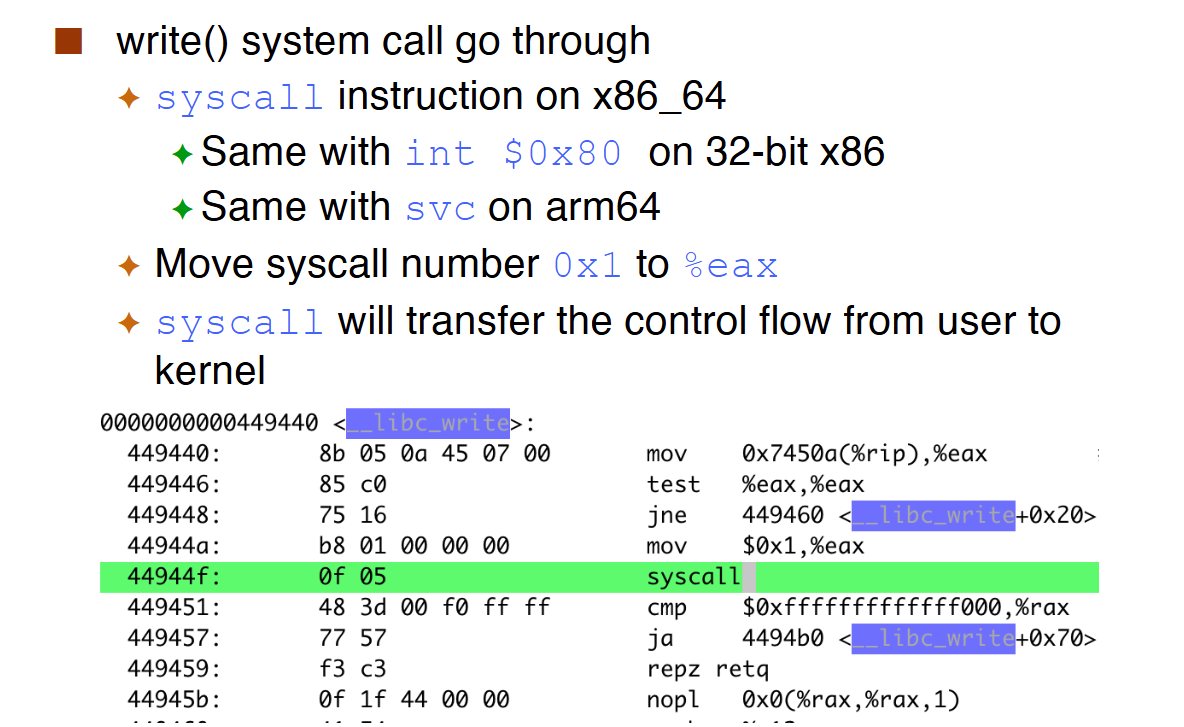 write() system call go through
syscall instruction on x86_64
Same with int $0x80 on 32-bit x86
Same with svc on arm64
Move syscall number 0x1 to %eax
syscall will transfer the control flow from user to
kernel
0000000000449440 <__libc_write>:
449440: 8b 05 0a 45 07 00 mov 0x7450a(%rip),%eax
449446: 85 c0 test %eax,%eax
449448: 75 16 jne 449460 <__libc_write+0x20>
44944a: b8 01 00 00 00 mov $0x1,%eax
44944f: 0f 05 syscall
449451: 48 3d 00 f0 ff ff cmp $0xfffffffffffff000,%rax
449457: 77 57 ja 4494b0 <__libc_write+0x70>
449459: f3 c3 repz retq
44945b: 0f 1f 44 00 00 nopl 0x0(%rax,%rax,1)